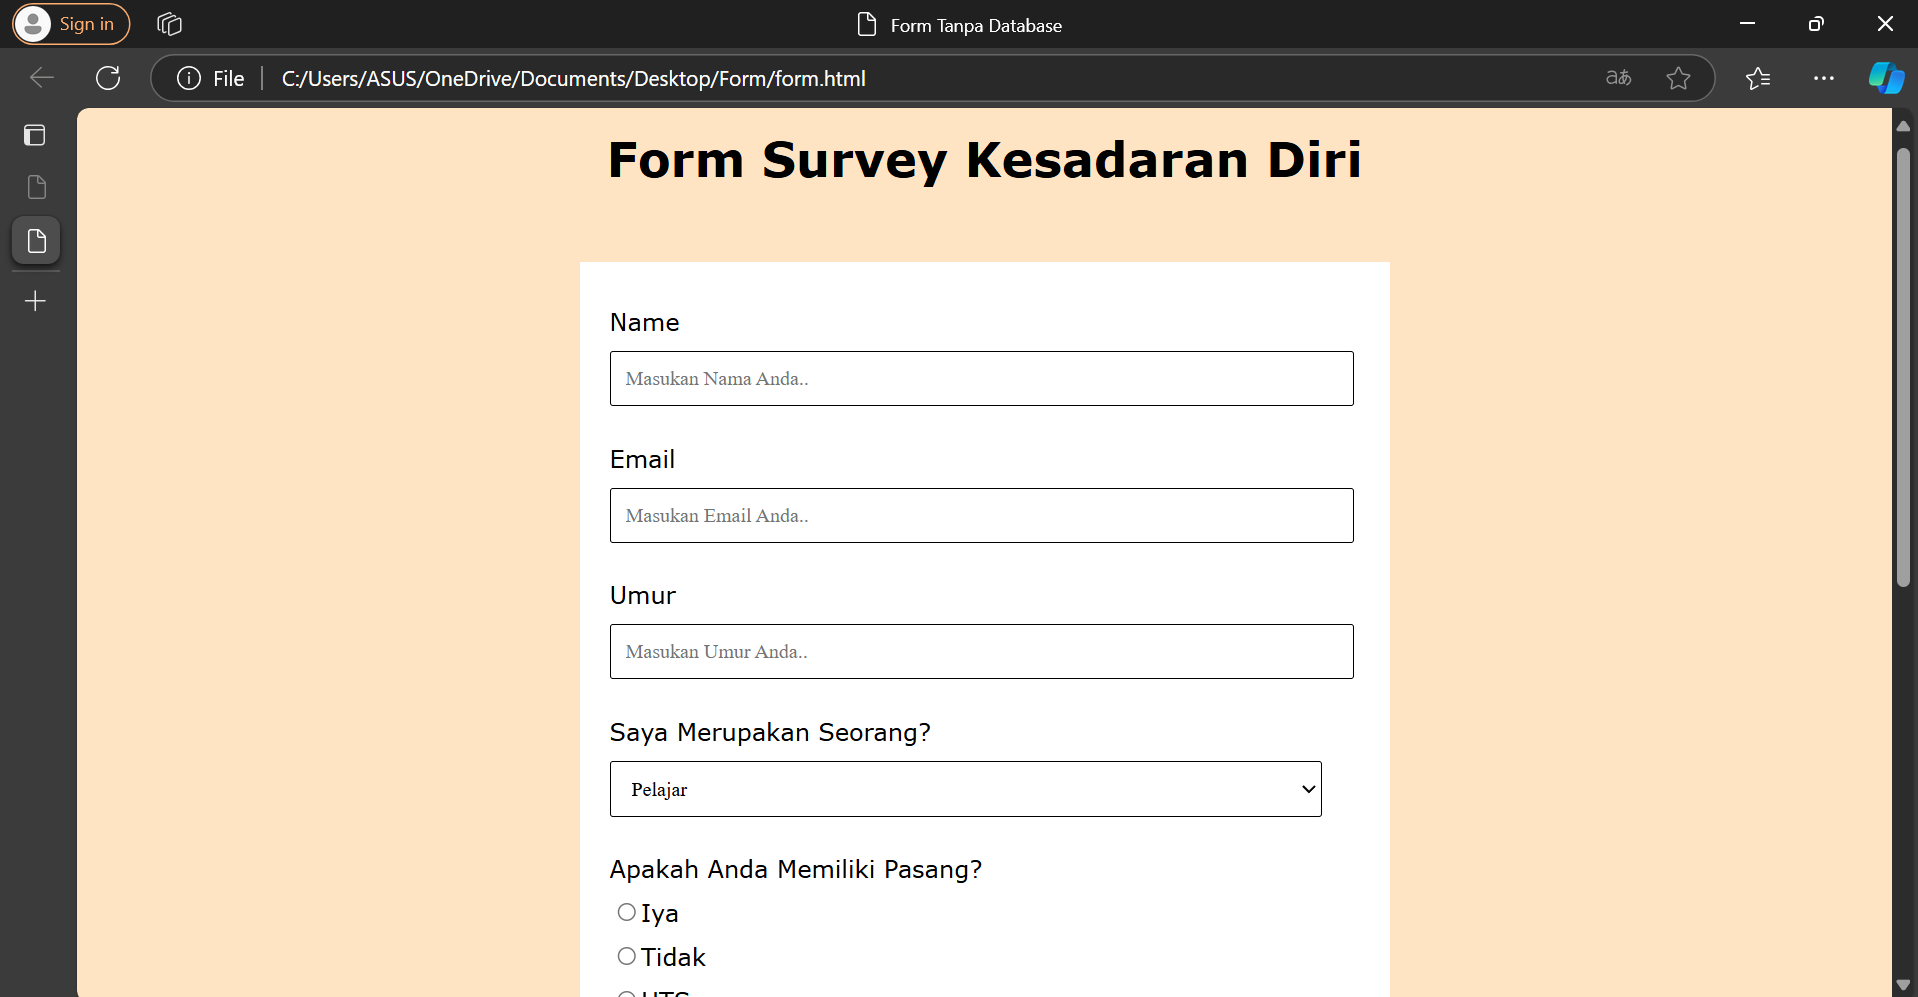 Sign in
Form Tanpa Database
File
C:/Users/ASUS/OneDrive/Documents/Desktop/Form/form.html
aあ
Form Survey Kesadaran Diri
Name
Masukan Nama Anda..
Email
Masukan Email Anda..
Umur
Masukan Umur Anda..
Saya Merupakan Seorang?
Pelajar
Apakah Anda Memiliki Pasang?
Iya
Tidak